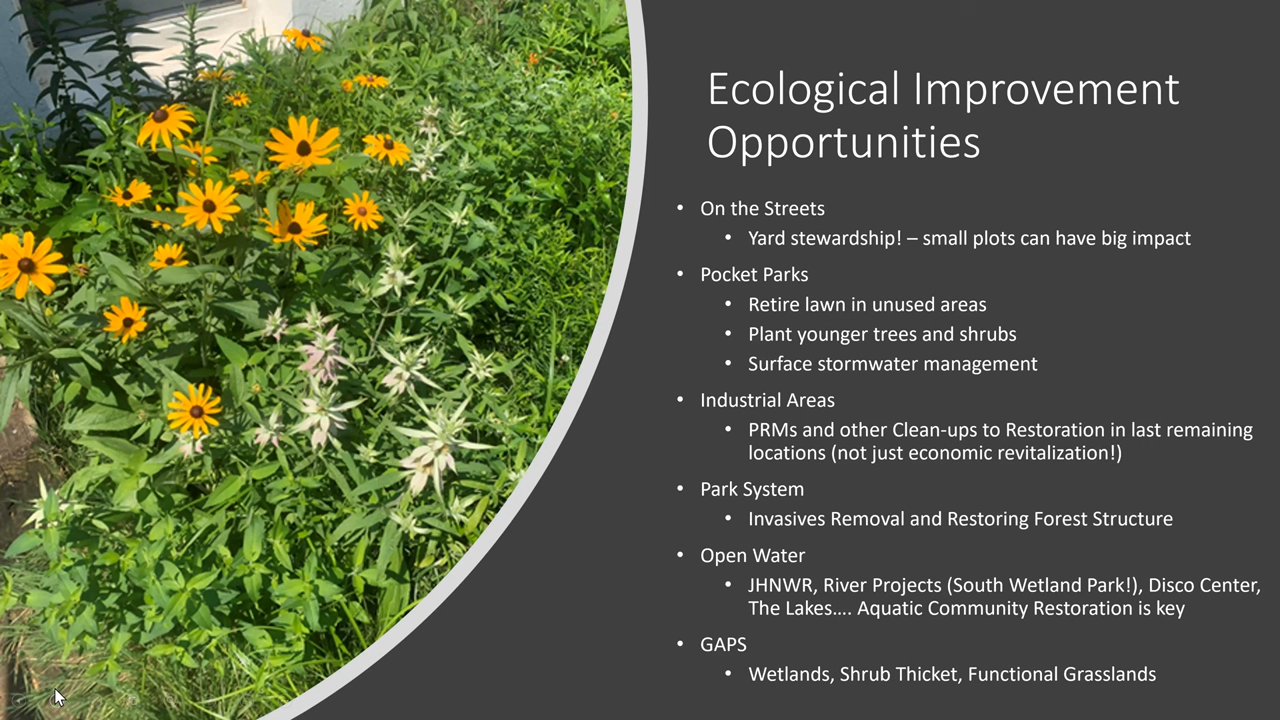 Ecological Improvement
Opportunities
• On the Streets
• Yard stewardship! – small plots can have big impact
• Pocket Parks
• Retire lawn in unused areas
• Plant younger trees and shrubs
• Surface stormwater management
• Industrial Areas
• PRMs and other Clean-ups to Restoration in last remaining
locations (not just economic revitalization!)
• Park System
• Invasives Removal and Restoring Forest Structure
• Open Water
• JHNWR, River Projects (South Wetland Park!), Disco Center,
The Lakes…. Aquatic Community Restoration is key
• GAPS
• Wetlands, Shrub Thicket, Functional Grasslands